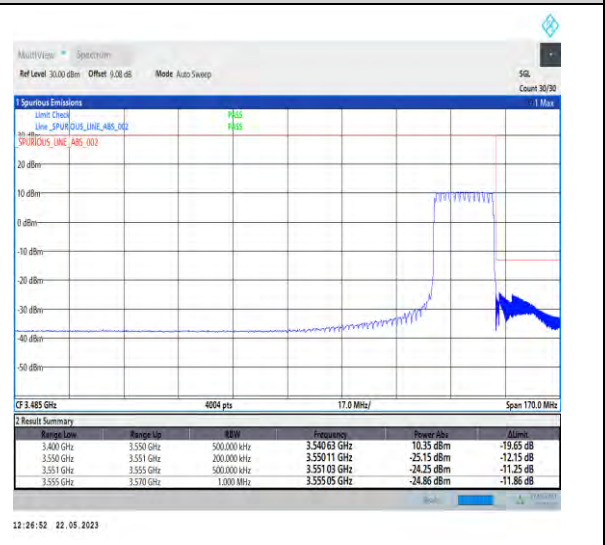 MultiView Spectrum
Ref Level 30.00 dBm Offset 9.08 dB Mode Auto Sweep SGL
Count 30/30
1 Spurious Emissions 1 Max
Limit Check PASS
Line _SPURIOUS_LINE_ABS_002 PASS
30 dBm
_SPURIOUS_LINE_ABS_002
20 dBm
10 dBm
0 dBm
-10 dBm
-20 dBm
-30 dBm
-40 dBm
-50 dBm
CF 3.485 GHz 4004 pts 17.0 MHz/ Span 170.0 MHz
2 Result Summary
Range Low Range Up RBW Frequency Power Abs ΔLimit
3.400 GHz 3.550 GHz 500.000 kHz 3.540 63 GHz 10.35 dBm -19.65 dB
3.550 GHz 3.551 GHz 200.000 kHz 3.550 11 GHz -25.15 dBm -12.15 dB
3.551 GHz 3.555 GHz 500.000 kHz 3.551 03 GHz -24.25 dBm -11.25 dB
3.555 GHz 3.570 GHz 1.000 MHz 3.555 05 GHz -24.86 dBm -11.86 dB
12:26:52 22.05.2023